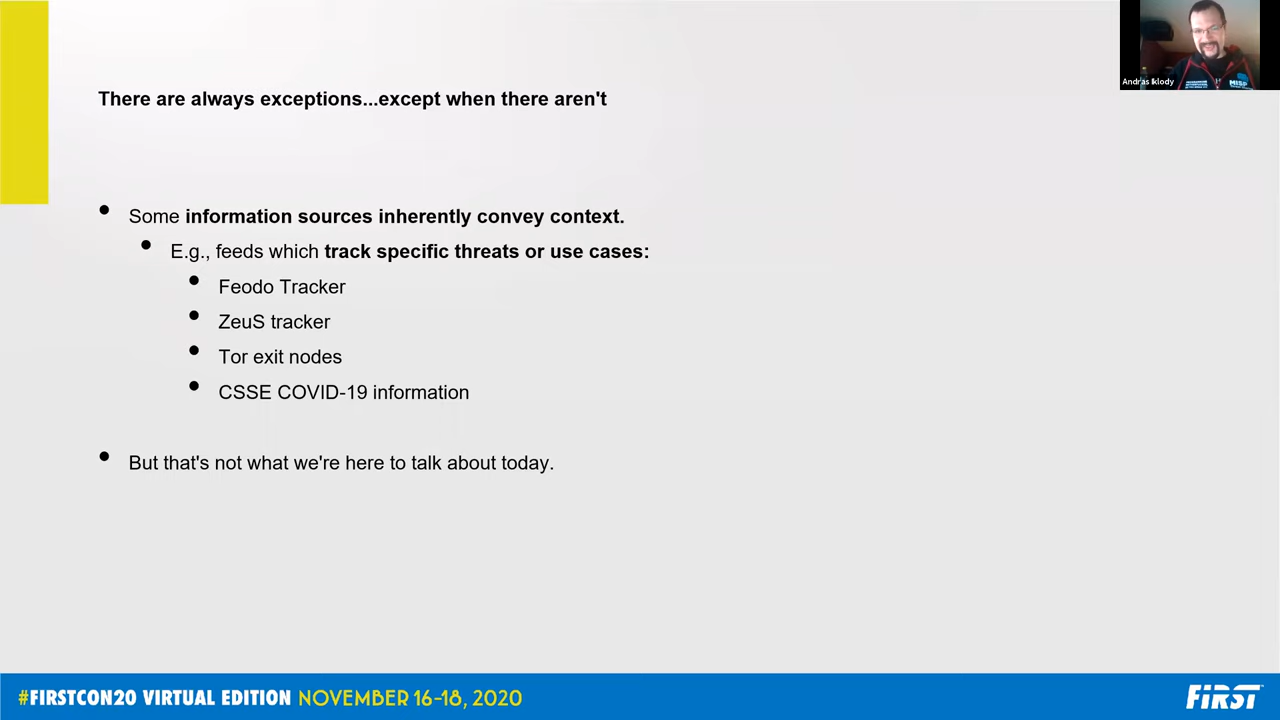 Andras Iklody
MISP
There are always exceptions...except when there aren't
• Some information sources inherently convey context.
• E.g., feeds which track specific threats or use cases:
• Feodo Tracker
• ZeuS tracker
• Tor exit nodes
• CSSE COVID-19 information
• But that's not what we're here to talk about today.
#FIRSTCON20 VIRTUAL EDITION NOVEMBER 16-18, 2020
FIRST